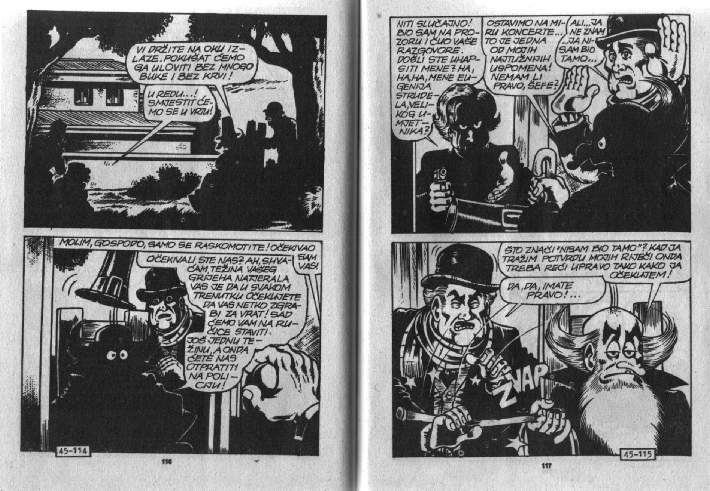 VI DRŽITE NA OKU IZ-
LAZE. POKUŠAT ĆEMO
GA ULOVITI BEZ MNOGO
BUKE I BEZ KRVI!
U REDU...!
SMJESTIT ĆE-
MO SE U VRTU!
MOLIM, GOSPODO, SAMO SE RASKOMOTITE! OČEKIVAO
SAM
VAS!
OČEKIVALI STE NAS? AH, SHVA-
ĆAM, TEŽINA VAŠEG
GRIJEHA NATJERALA
VAS JE DA U SVAKOM
TRENUTKU OČEKUJETE
DA VAS NETKO ZGRA-
BI ZA VRAT! SAD
ĆEMO VAM NA RU-
ČICE STAVITI
JOŠ JEDNU TE-
ŽINU, A ONDA
ĆETE NAS
OTPRATITI
NA POLI-
CIJU!
45-114
116
NITI SLUČAJNO!
BIO SAM NA PRO-
ZORU I ČUO VAŠE
RAZGOVORE.
DOŠLI STE UHAP-
SITI MENE? HA,
HA, HA, MENE EU-
GENIJA
ŠTRUDE-
LA, VELI-
KOG U-
MJET-
NIKA?
OSTAVIMO NA MI-
RU KONCERTE...
TO JE JEDNA
OD MOJIH
NAJTUŽNIJIH
USPOMENA!
NEMAM LI
PRAVO, ŠEFE?
ALI... JA
NE ZNAM,
JA NI-
SAM BIO
TAMO...
ŠTO ZNAČI "NISAM BIO TAMO"? KAD JA
TRAŽIM POTVRDU MOJIH RIJEČI ONDA
TREBA REĆI UPRAVO TAKO KAKO JA
OČEKUJEM!
DA, DA, IMATE
PRAVO!...
ZVAP
45-115
117